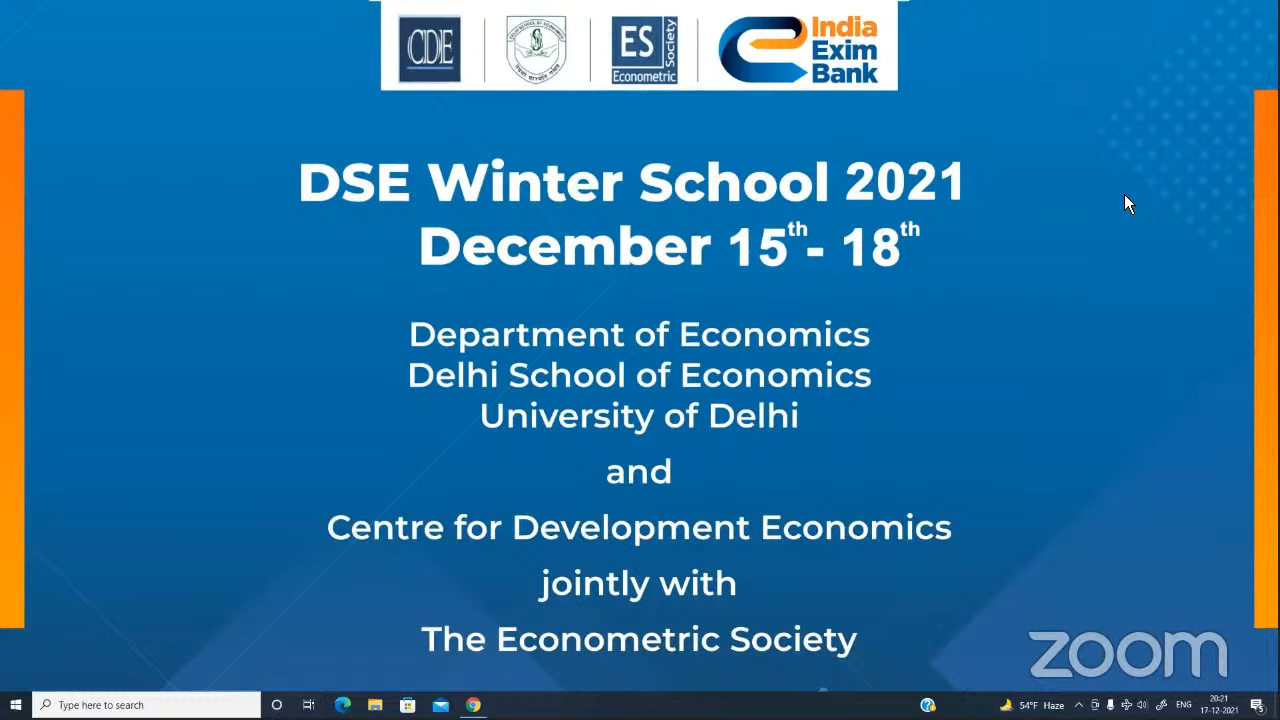 CDE
ES
Society
Econometric
India
Exim
Bank
DSE Winter School 2021
December 15th- 18th
Department of Economics
Delhi School of Economics
University of Delhi
and
Centre for Development Economics
jointly with
The Econometric Society
zoom
Type here to search
54°F Haze
ENG
20:21
17-12-2021
5